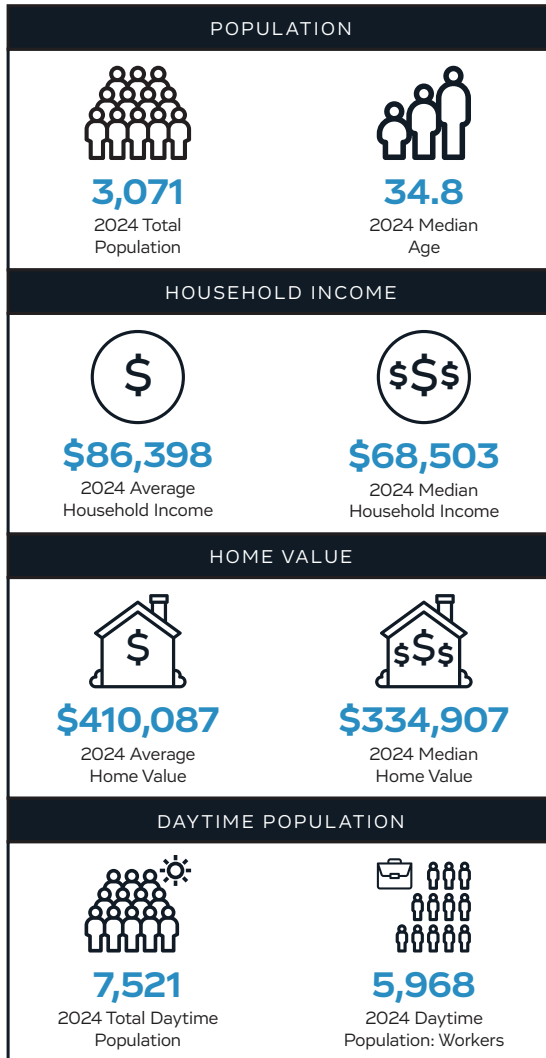 POPULATION
3,071
2024 Total
Population
34.8
2024 Median
Age
HOUSEHOLD INCOME
$
$86,398
2024 Average
Household Income
$$$
$68,503
2024 Median
Household Income
HOME VALUE
$
$410,087
2024 Average
Home Value
$$$
$334,907
2024 Median
Home Value
DAYTIME POPULATION
7,521
2024 Total Daytime
Population
5,968
2024 Daytime
Population: Workers